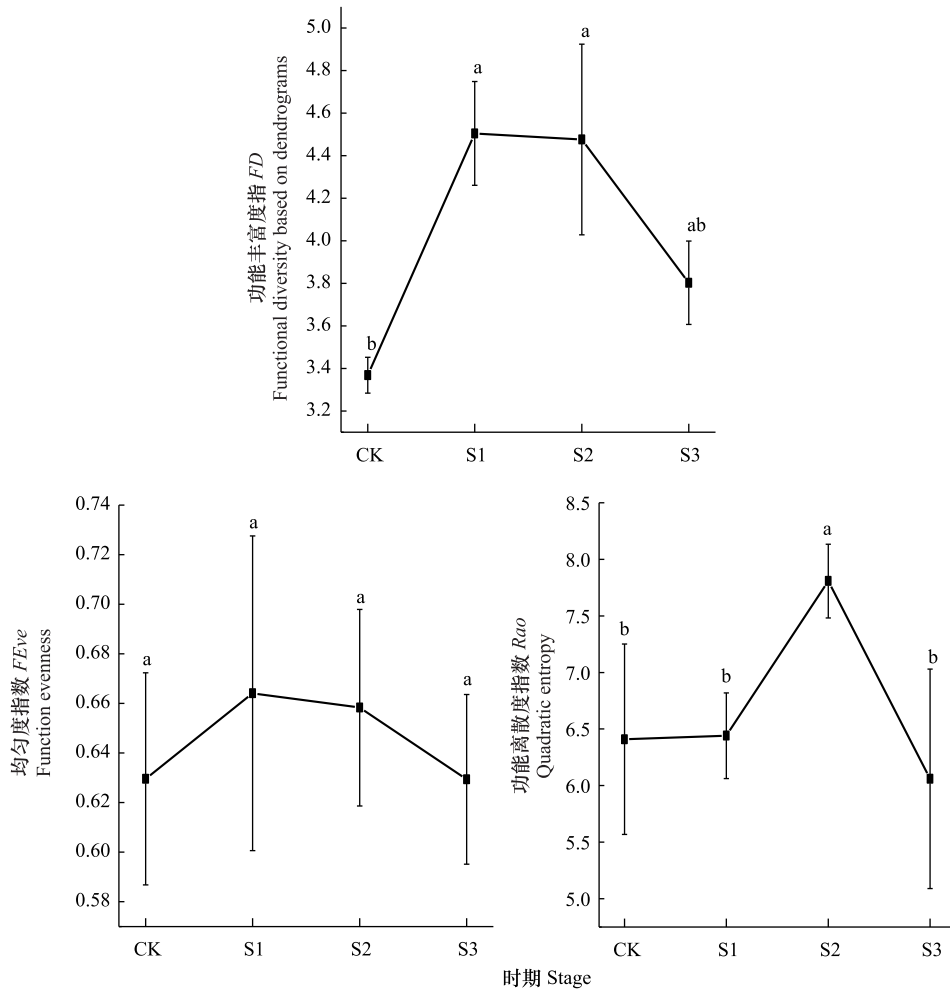 5.0
4.8
4.6
4.4
4.2
4.0
3.8
3.6
3.4
3.2
功能丰富度指 FD
Functional diversity based on dendrograms
b
a
a
ab
CK S1 S2 S3
0.74
0.72
0.70
0.68
0.66
0.64
0.62
0.60
0.58
均匀度指数 FEve
Function evenness
a
a
a
a
CK S1 S2 S3
8.5
8.0
7.5
7.0
6.5
6.0
5.5
5.0
功能离散度指数 Rao
Quadratic entropy
b
b
a
b
CK S1 S2 S3
时期 Stage